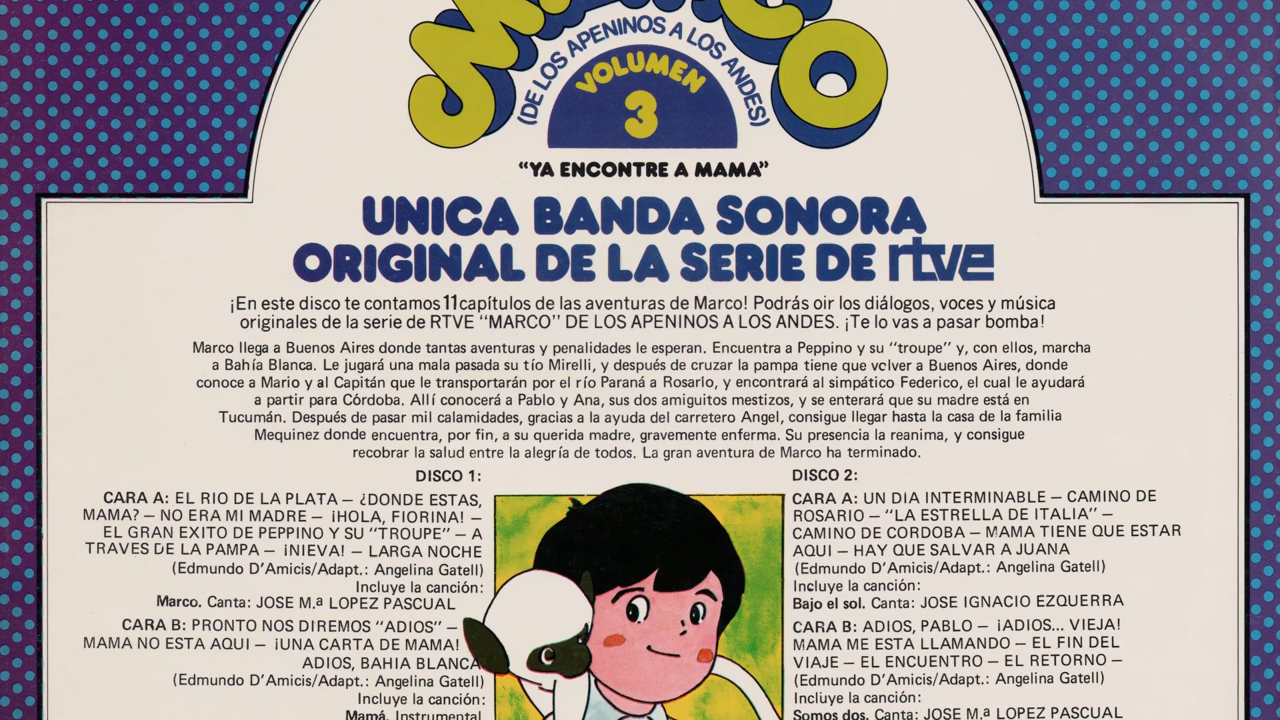 MARCO
(DE LOS APENINOS A LOS ANDES)
VOLUMEN
3
“YA ENCONTRE A MAMA”
UNICA BANDA SONORA
ORIGINAL DE LA SERIE DE rtve
¡En este disco te contamos 11 capítulos de las aventuras de Marco! Podrás oir los diálogos, voces y música
originales de la serie de RTVE “MARCO” DE LOS APENINOS A LOS ANDES. ¡Te lo vas a pasar bomba!
Marco llega a Buenos Aires donde tantas aventuras y penalidades le esperan. Encuentra a Peppino y su “troupe” y, con ellos, marcha
a Bahía Blanca. Le jugará una mala pasada su tío Mirelli, y después de cruzar la pampa tiene que volver a Buenos Aires, donde
conoce a Mario y al Capitán que le transportarán por el río Paraná a Rosario, y encontrará al simpático Federico, el cual le ayudará
a partir para Córdoba. Allí conocerá a Pablo y Ana, sus dos amiguitos mestizos, y se enterará que su madre está en
Tucumán. Después de pasar mil calamidades, gracias a la ayuda del carretero Angel, consigue llegar hasta la casa de la familia
Mequinez donde encuentra, por fin, a su querida madre, gravemente enferma. Su presencia la reanima, y consigue
recobrar la salud entre la alegría de todos. La gran aventura de Marco ha terminado.
DISCO 1:
CARA A: EL RIO DE LA PLATA — ¿DONDE ESTAS,
MAMA? — NO ERA MI MADRE — ¡HOLA, FIORINA! —
EL GRAN EXITO DE PEPPINO Y SU “TROUPE” — A
TRAVES DE LA PAMPA — ¡NIEVA! — LARGA NOCHE
(Edmundo D’Amicis/Adapt.: Angelina Gatell)
Incluye la canción:
Marco. Canta: JOSE M.ª LOPEZ PASCUAL
CARA B: PRONTO NOS DIREMOS “ADIOS” —
MAMA NO ESTA AQUI — ¡UNA CARTA DE MAMA!
ADIOS, BAHIA BLANCA
(Edmundo D’Amicis/Adapt.: Angelina Gatell)
Incluye la canción:
Mamá. Instrumental
DISCO 2:
CARA A: UN DIA INTERMINABLE — CAMINO DE
ROSARIO — “LA ESTRELLA DE ITALIA” —
CAMINO DE CORDOBA — MAMA TIENE QUE ESTAR
AQUI — HAY QUE SALVAR A JUANA
(Edmundo D’Amicis/Adapt.: Angelina Gatell)
Incluye la canción:
Bajo el sol. Canta: JOSE IGNACIO EZQUERRA
CARA B: ADIOS, PABLO — ¡ADIOS... VIEJA!
MAMA ME ESTA LLAMANDO — EL FIN DEL
VIAJE — EL ENCUENTRO — EL RETORNO —
(Edmundo D’Amicis/Adapt.: Angelina Gatell)
Incluye la canción:
Somos dos. Canta: JOSE M.ª LOPEZ PASCUAL